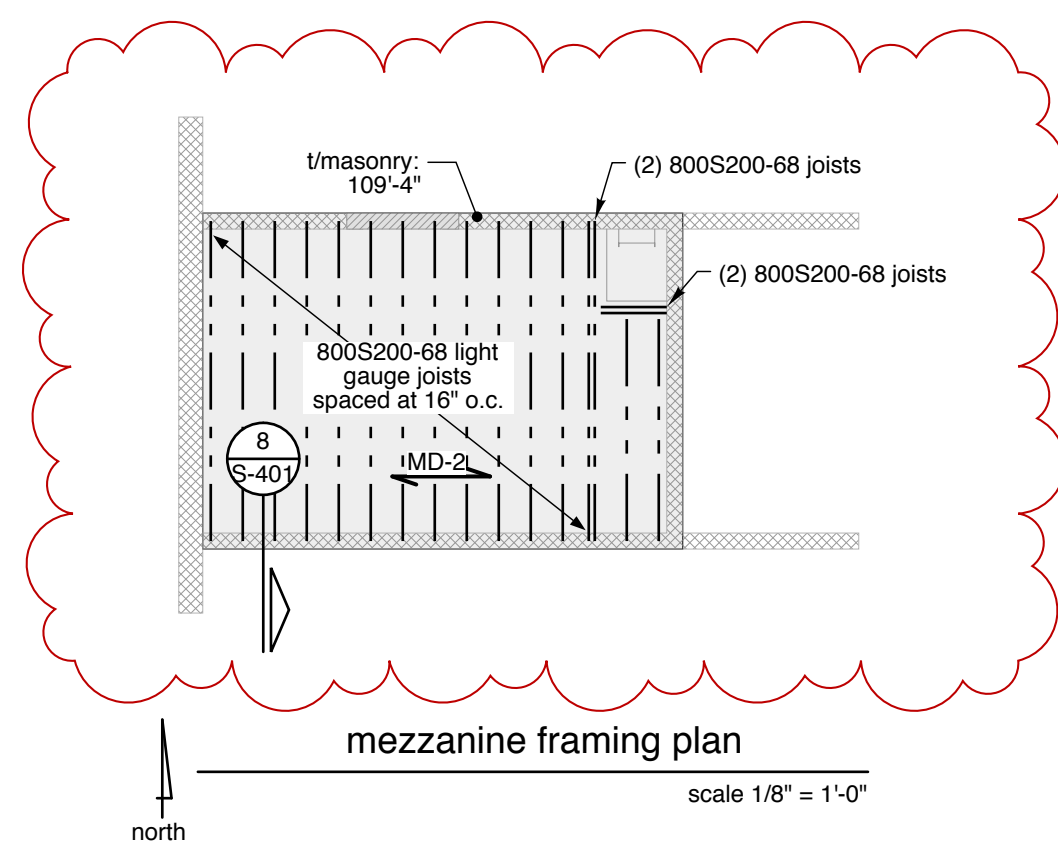 t/masonry:
109'-4"
(2) 800S200-68 joists
(2) 800S200-68 joists
800S200-68 light
gauge joists
spaced at 16" o.c.
8
S-401
MD-2
mezzanine framing plan
scale 1/8" = 1'-0"
north